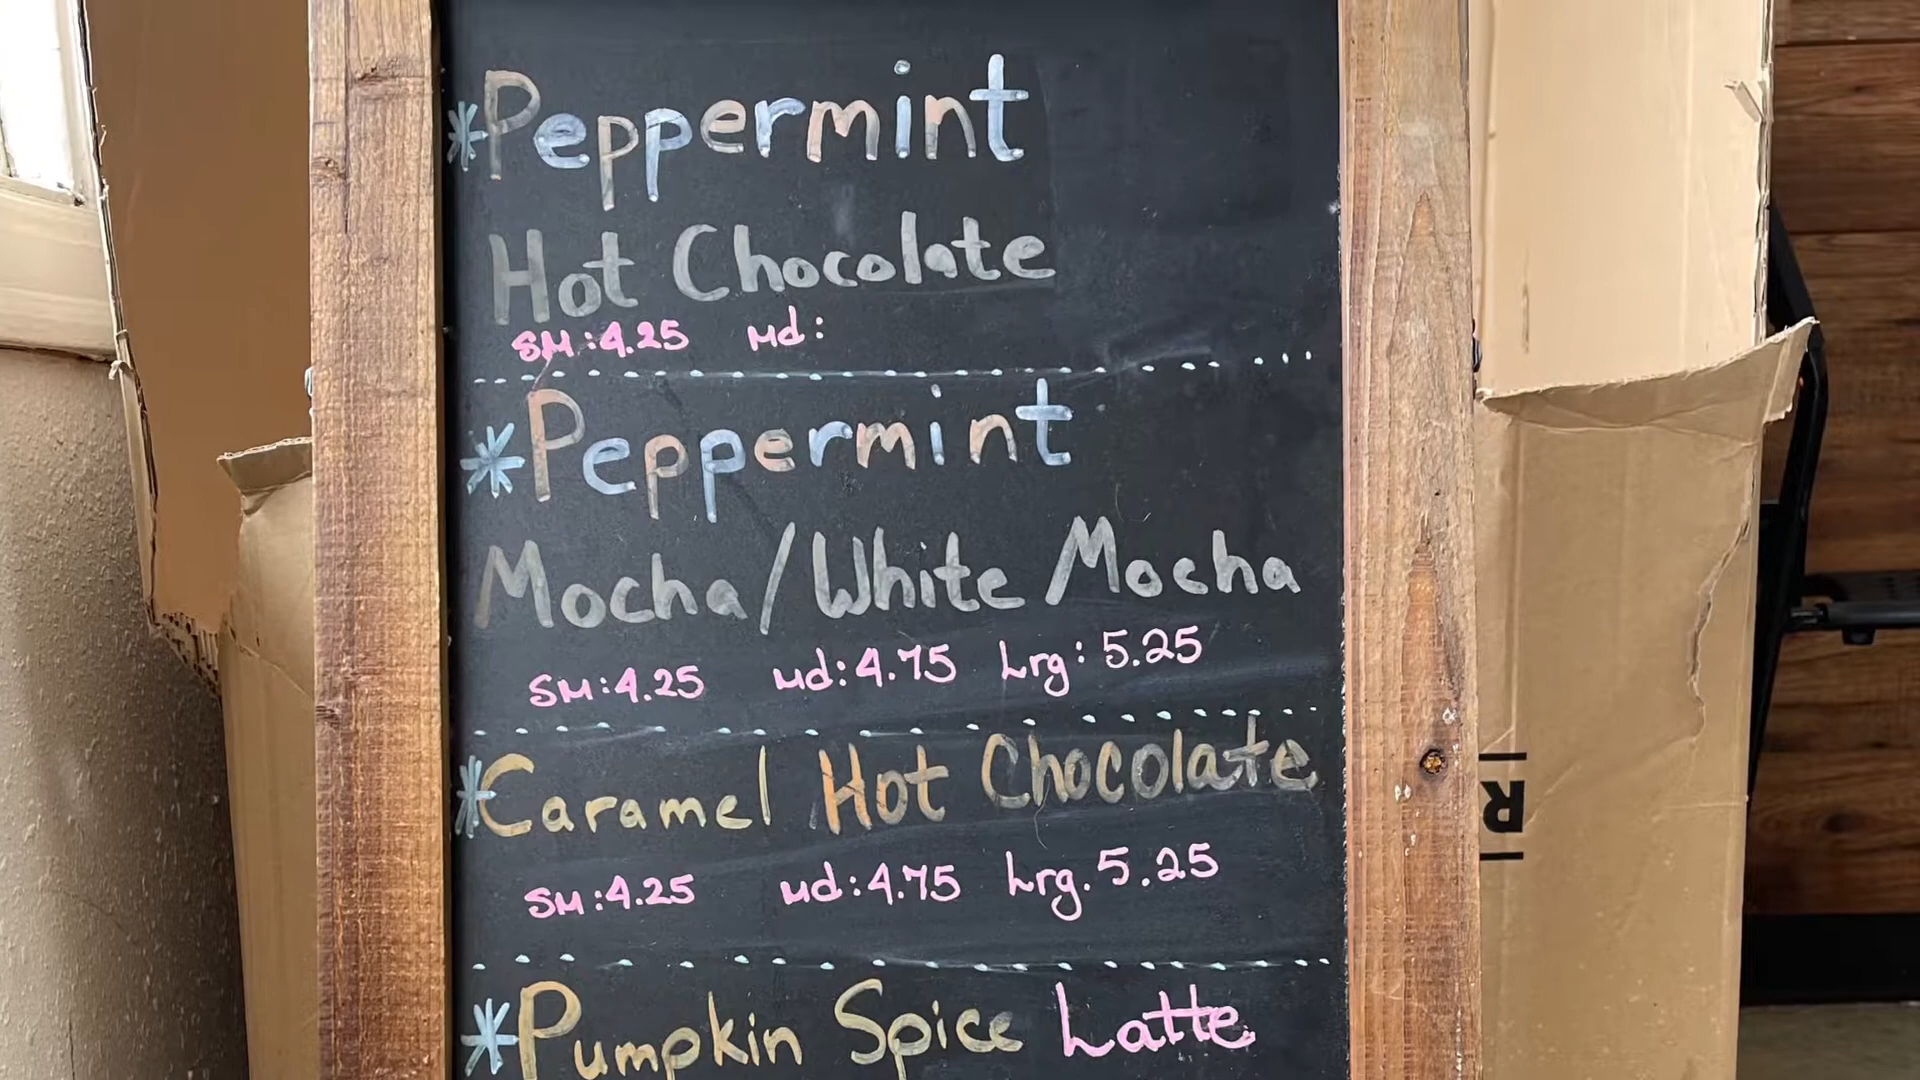 *Peppermint
Hot Chocolate
SM:4.25 Md:
*Peppermint
Mocha/White Mocha
SM:4.25 Md:4.75 Lrg:5.25
*Caramel Hot Chocolate
SM:4.25 Md:4.75 Lrg.5.25
*Pumpkin Spice Latte
R